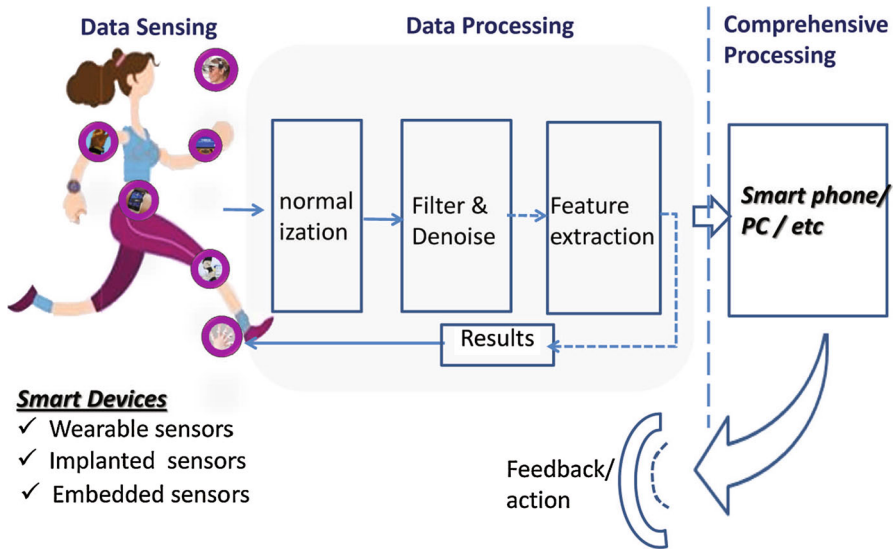 Data Sensing
Data Processing
Comprehensive
Processing
normal
ization
Filter &
Denoise
Feature
extraction
Smart phone/
PC / etc
Results
Smart Devices
✓ Wearable sensors
✓ Implanted sensors
✓ Embedded sensors
Feedback/
action